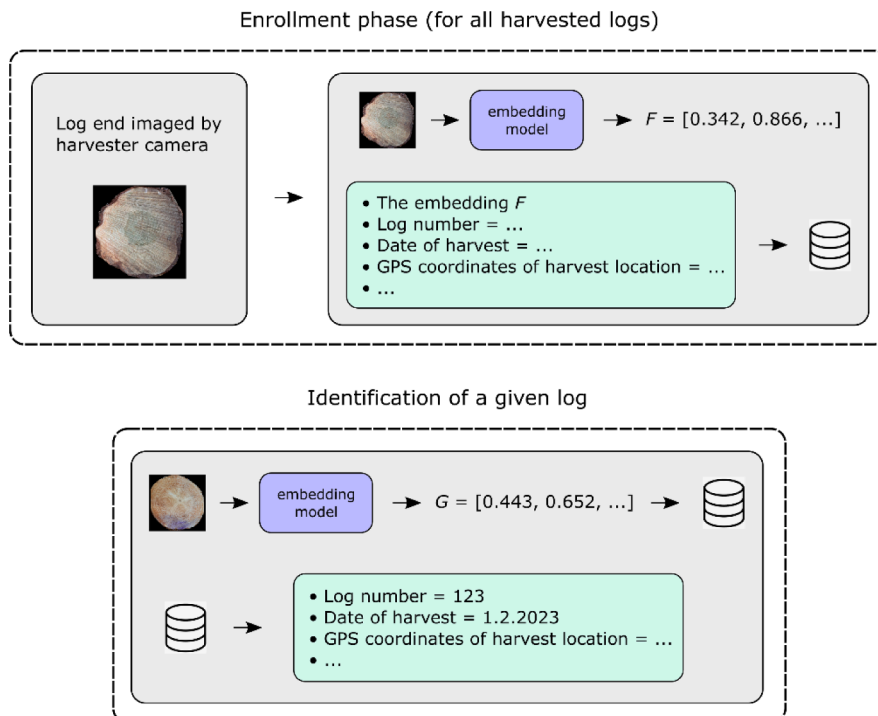 Enrollment phase (for all harvested logs)
Log end imaged by
harvester camera
embedding
model
F = [0.342, 0.866, ...]
• The embedding F
• Log number = ...
• Date of harvest = ...
• GPS coordinates of harvest location = ...
• ...
Identification of a given log
embedding
model
G = [0.443, 0.652, ...]
• Log number = 123
• Date of harvest = 1.2.2023
• GPS coordinates of harvest location = ...
• ...